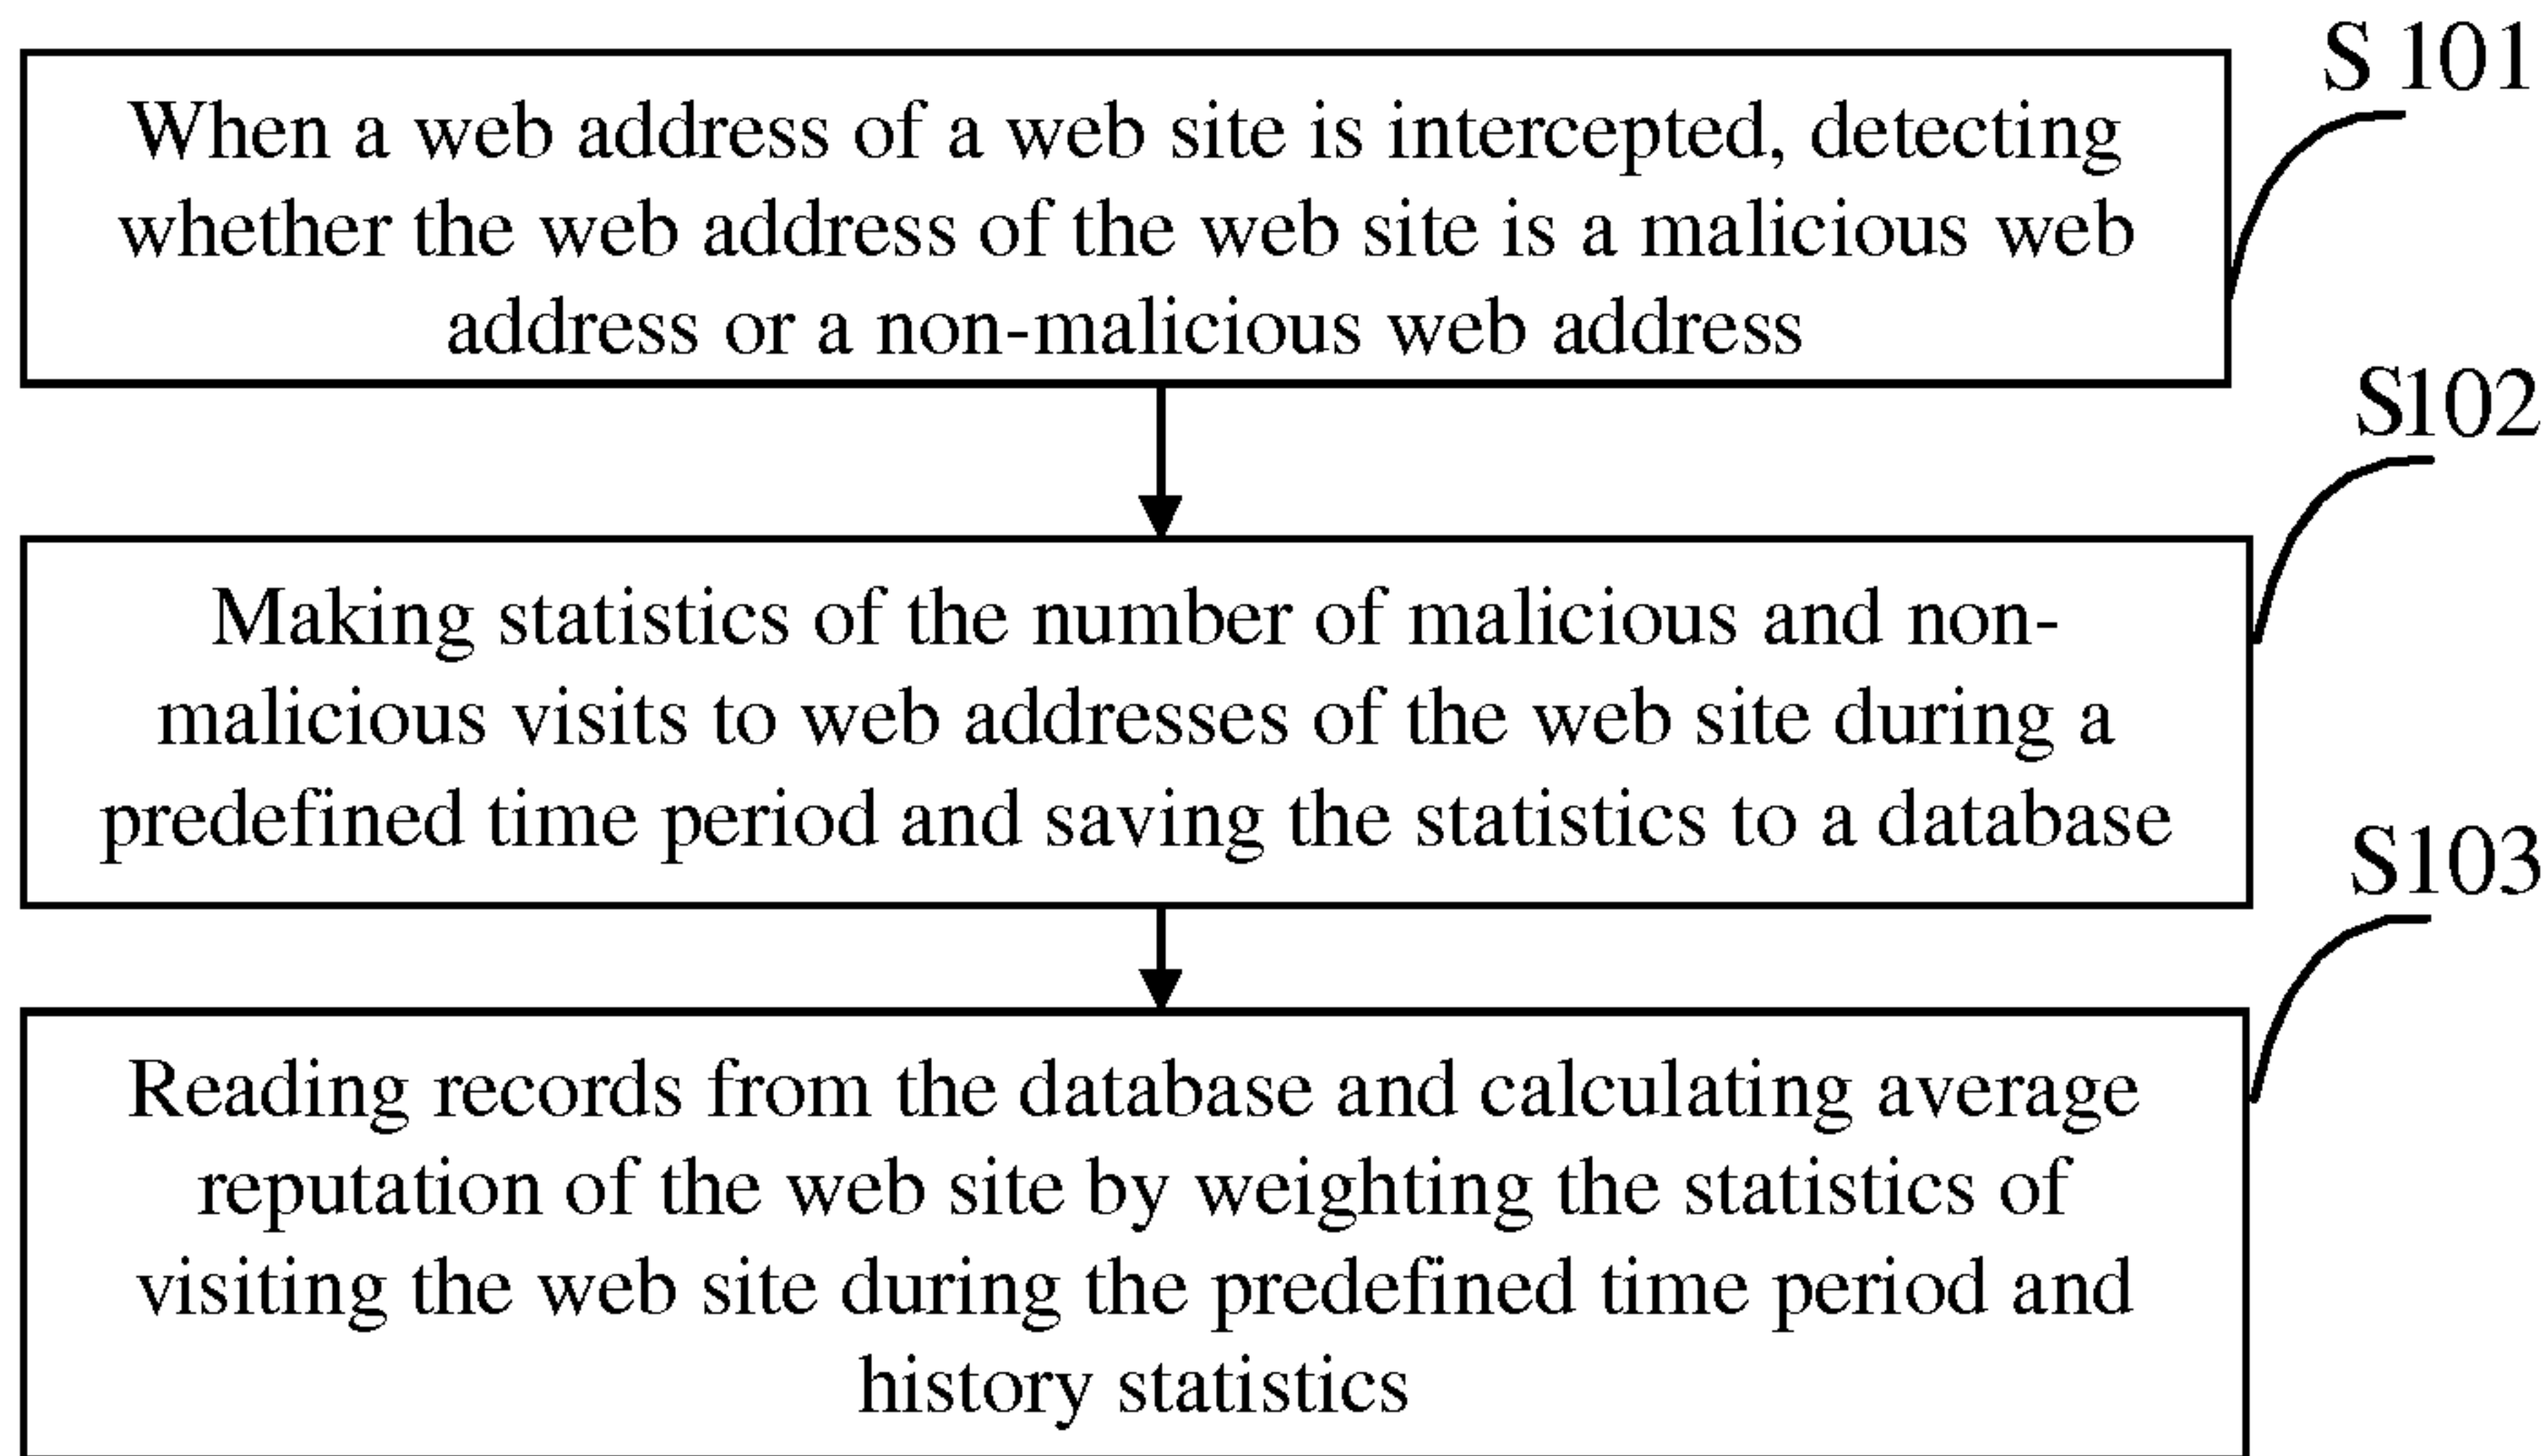 S 101
When a web address of a web site is intercepted, detecting
whether the web address of the web site is a malicious web
address or a non-malicious web address
S102
Making statistics of the number of malicious and non-
malicious visits to web addresses of the web site during a
predefined time period and saving the statistics to a database
S103
Reading records from the database and calculating average
reputation of the web site by weighting the statistics of
visiting the web site during the predefined time period and
history statistics